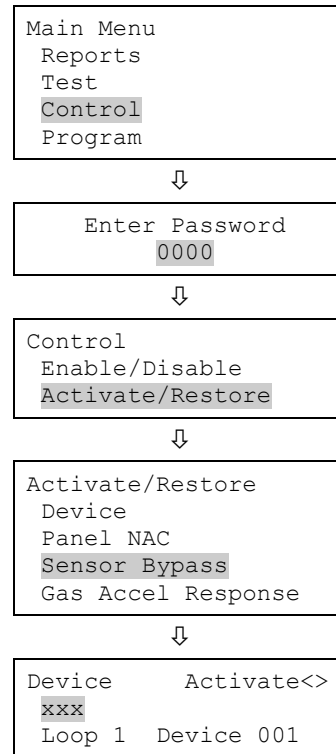 Main Menu
Reports
Test
Control
Program
⇩
Enter Password
0000
⇩
Control
Enable/Disable
Activate/Restore
⇩
Activate/Restore
Device
Panel NAC
Sensor Bypass
Gas Accel Response
⇩
Device Activate<>
xxx
Loop 1 Device 001